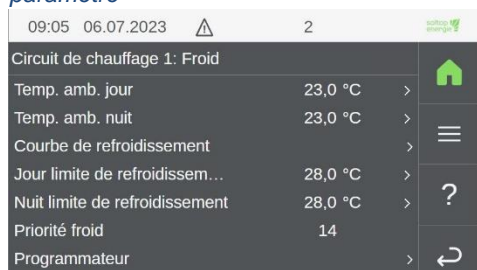 paramètre
09:05 06.07.2023 2
softop énergie
Circuit de chauffage 1: Froid
Temp. amb. jour 23,0 °C >
Temp. amb. nuit 23,0 °C >
Courbe de refroidissement >
Jour limite de refroidissem… 28,0 °C >
Nuit limite de refroidissement 28,0 °C >
Priorité froid 14
Programmateur >
?